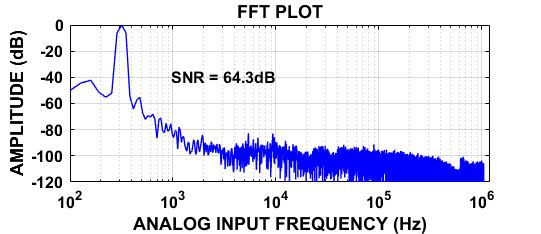 FFT PLOT
AMPLITUDE (dB)
0
-20
-40
-60
-80
-100
-120
SNR = 64.3dB
10^2 10^3 10^4 10^5 10^6
ANALOG INPUT FREQUENCY (Hz)